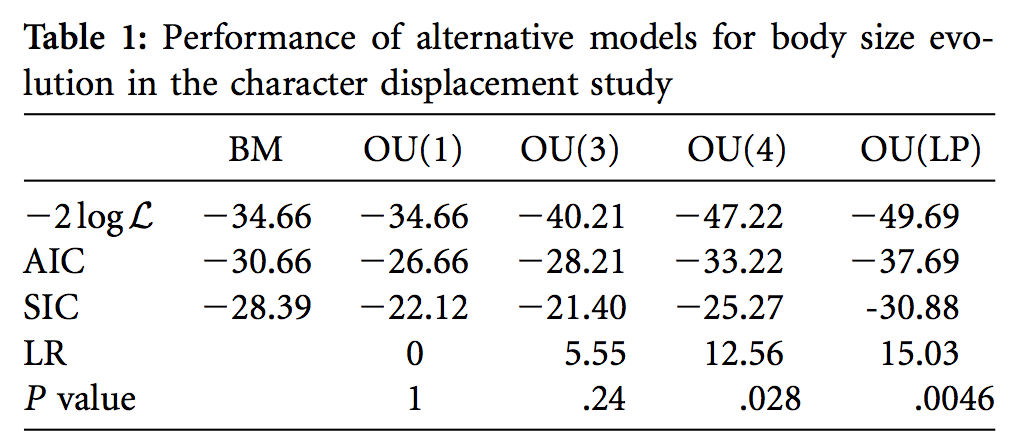 Table 1: Performance of alternative models for body size evo-
lution in the character displacement study
BM OU(1) OU(3) OU(4) OU(LP)
−2 log ℒ −34.66 −34.66 −40.21 −47.22 −49.69
AIC −30.66 −26.66 −28.21 −33.22 −37.69
SIC −28.39 −22.12 −21.40 −25.27 -30.88
LR 0 5.55 12.56 15.03
P value 1 .24 .028 .0046